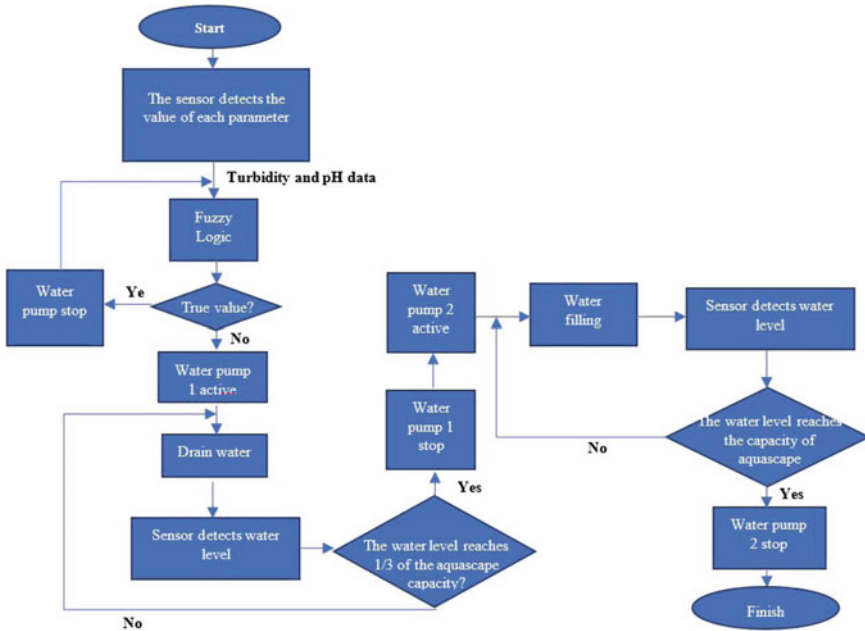 Start
The sensor detects the
value of each parameter
Turbidity and pH data
Fuzzy
Logic
Water
pump stop
Ye
True value?
No
Water pump
1 active
Drain water
Sensor detects water
level
The water level reaches
1/3 of the aquascape
capacity?
No
Yes
Water
pump 1
stop
Water
pump 2
active
Water
filling
Sensor detects water
level
The water level reaches
the capacity of
aquascape
No
Yes
Water pump
2 stop
Finish